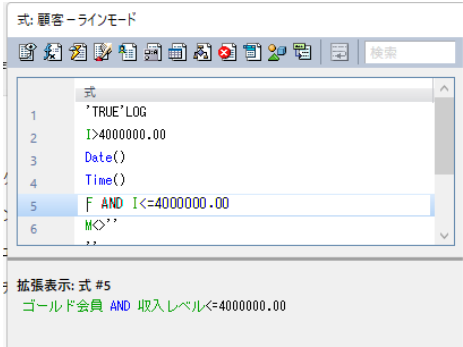 式: 顧客 – ラインモード
検索
式
1 'TRUE'LOG
2 I>4000000.00
3 Date()
4 Time()
5 F AND I<=4000000.00
6 M<>''
''
拡張表示: 式 #5
ゴールド会員 AND 収入レベル<=4000000.00